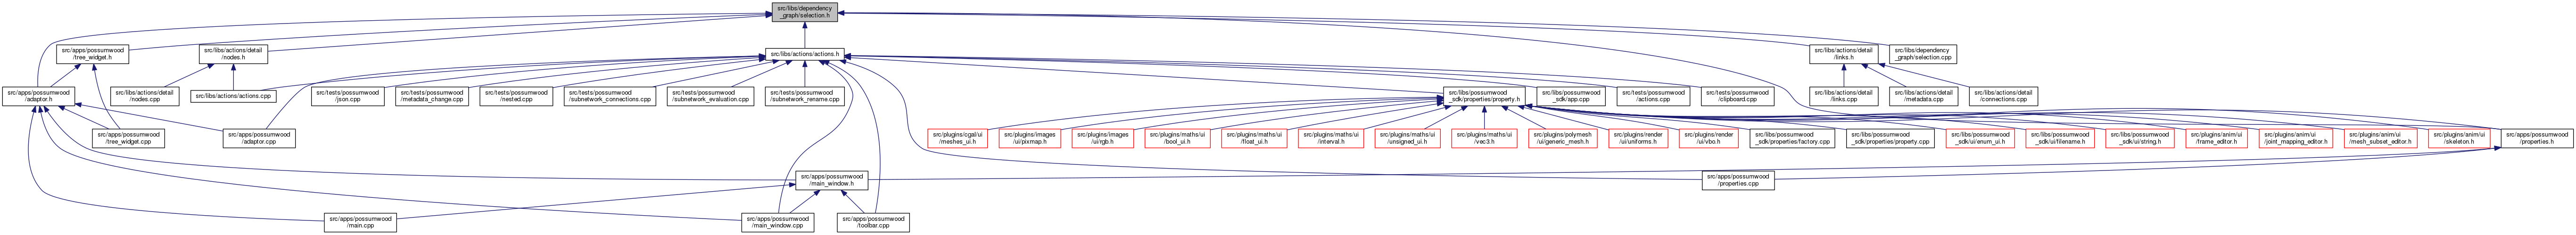 src/libs/dependency
_graph/selection.h
src/apps/possumwood
/tree_widget.h
src/libs/actions/detail
/nodes.h
src/libs/actions/actions.h
src/libs/actions/detail
/links.h
src/libs/dependency
_graph/selection.cpp
src/apps/possumwood
/adaptor.h
src/libs/actions/detail
/nodes.cpp
src/libs/actions/actions.cpp
src/tests/possumwood
/json.cpp
src/tests/possumwood
/metadata_change.cpp
src/tests/possumwood
/nested.cpp
src/tests/possumwood
/subnetwork_connections.cpp
src/tests/possumwood
/subnetwork_evaluation.cpp
src/tests/possumwood
/subnetwork_rename.cpp
src/libs/possumwood
_sdk/properties/property.h
src/libs/possumwood
_sdk/app.cpp
src/tests/possumwood
/actions.cpp
src/tests/possumwood
/clipboard.cpp
src/libs/actions/detail
/links.cpp
src/libs/actions/detail
/metadata.cpp
src/libs/actions/detail
/connections.cpp
src/apps/possumwood
/tree_widget.cpp
src/apps/possumwood
/adaptor.cpp
src/plugins/cgal/ui
/meshes_ui.h
src/plugins/images
/ui/pixmap.h
src/plugins/images
/ui/rgb.h
src/plugins/maths/ui
/bool_ui.h
src/plugins/maths/ui
/float_ui.h
src/plugins/maths/ui
/interval.h
src/plugins/maths/ui
/unsigned_ui.h
src/plugins/maths/ui
/vec3.h
src/plugins/polymesh
/ui/generic_mesh.h
src/plugins/render
/ui/uniforms.h
src/plugins/render
/ui/vbo.h
src/libs/possumwood
_sdk/properties/factory.cpp
src/libs/possumwood
_sdk/properties/property.cpp
src/libs/possumwood
_sdk/ui/enum_ui.h
src/libs/possumwood
_sdk/ui/filename.h
src/libs/possumwood
_sdk/ui/string.h
src/plugins/anim/ui
/frame_editor.h
src/plugins/anim/ui
/joint_mapping_editor.h
src/plugins/anim/ui
/mesh_subset_editor.h
src/plugins/anim/ui
/skeleton.h
src/apps/possumwood
/properties.h
src/apps/possumwood
/main_window.h
src/apps/possumwood
/properties.cpp
src/apps/possumwood
/main.cpp
src/apps/possumwood
/main_window.cpp
src/apps/possumwood
/toolbar.cpp